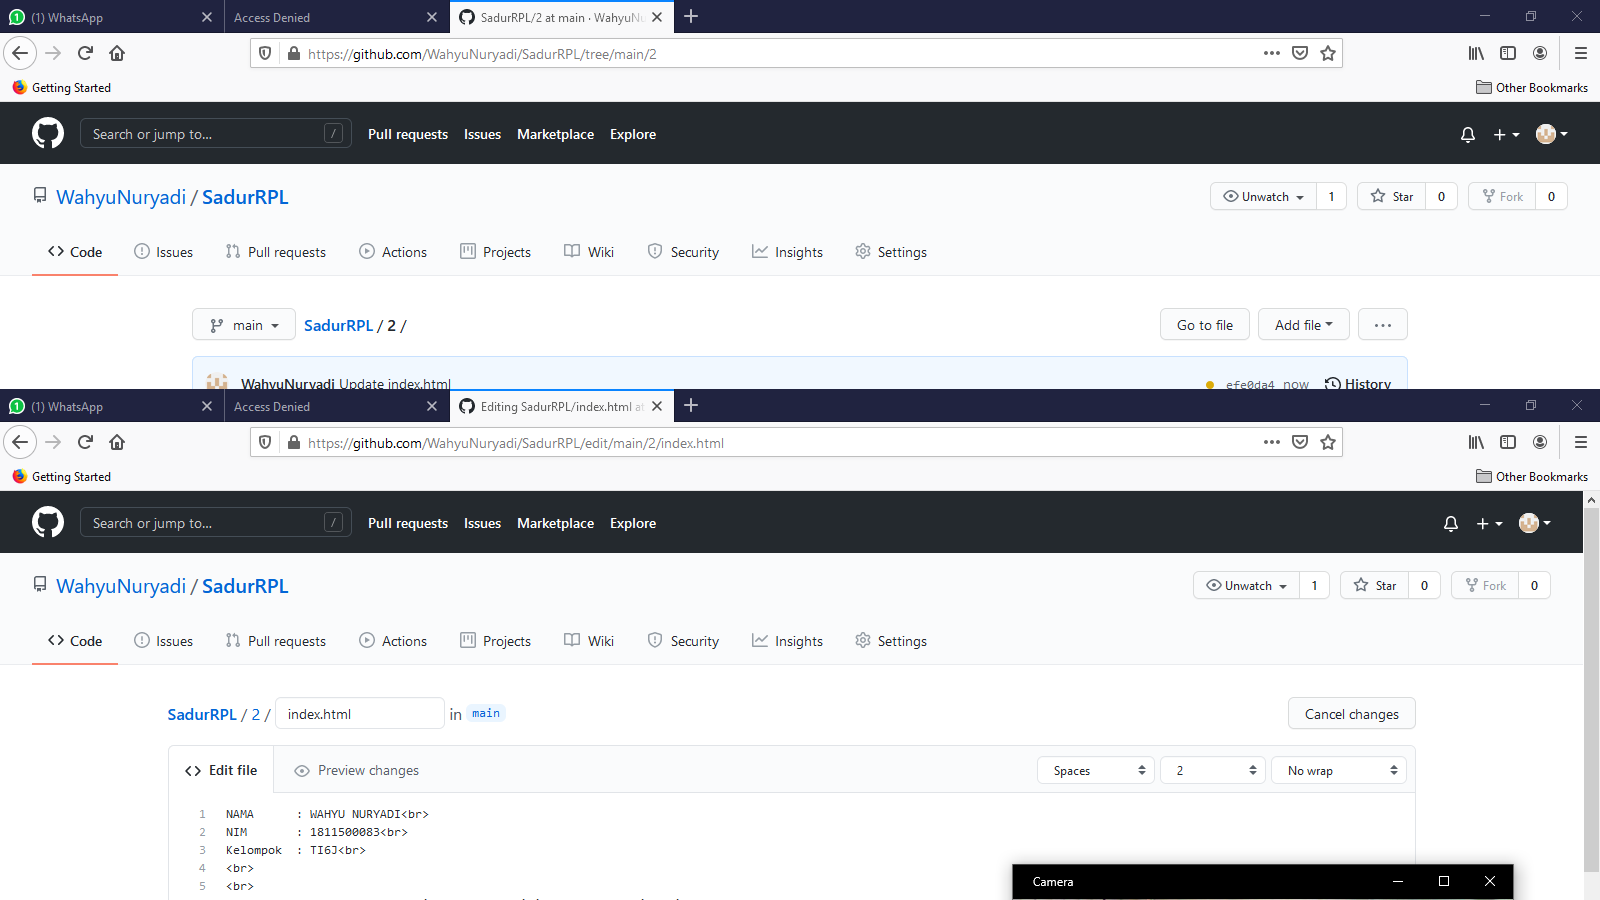 (1) WhatsApp
Access Denied
SadurRPL/2 at main · WahyuNu
https://github.com/WahyuNuryadi/SadurRPL/tree/main/2
Getting Started
Other Bookmarks
Search or jump to...
/
Pull requests
Issues
Marketplace
Explore
WahyuNuryadi / SadurRPL
Unwatch 1
Star 0
Fork 0
Code
Issues
Pull requests
Actions
Projects
Wiki
Security
Insights
Settings
main
SadurRPL / 2 /
Go to file
Add file
WahyuNuryadi Update index.html
efe0da4 now
History
(1) WhatsApp
Access Denied
Editing SadurRPL/index.html at
https://github.com/WahyuNuryadi/SadurRPL/edit/main/2/index.html
Getting Started
Other Bookmarks
Search or jump to...
/
Pull requests
Issues
Marketplace
Explore
WahyuNuryadi / SadurRPL
Unwatch 1
Star 0
Fork 0
Code
Issues
Pull requests
Actions
Projects
Wiki
Security
Insights
Settings
SadurRPL / 2 / index.html in main
Cancel changes
Edit file
Preview changes
Spaces
2
No wrap
1 NAMA : WAHYU NURYADI<br>
2 NIM : 1811500083<br>
3 Kelompok : TI6J<br>
4 <br>
5 <br>
Camera